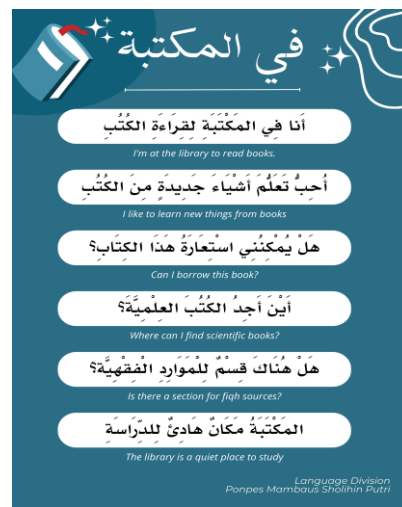 في المكتبة
أَنا فِي المَكْتَبَةِ لِقِرَاءَةِ الكُتُبِ
I'm at the library to read books.
أُحِبُّ تَعَلُّمَ أَشْيَاءَ جَدِيدَةٍ مِنَ الكُتُبِ
I like to learn new things from books
هَلْ يُمْكِنُنِي اسْتِعَارَةُ هَذَا الكِتَابِ؟
Can I borrow this book?
أَيْنَ أَجِدُ الكُتُبَ العِلْمِيَّةَ؟
Where can I find scientific books?
هَلْ هُنَاكَ قِسْمٌ لِلْمَوَارِدِ الْفِقْهِيَّةِ؟
Is there a section for fiqh sources?
المَكْتَبَةُ مَكَانٌ هَادِئٌ لِلدِّرَاسَةِ
The library is a quiet place to study
Language Division
Ponpes Mambaus Sholihin Putri